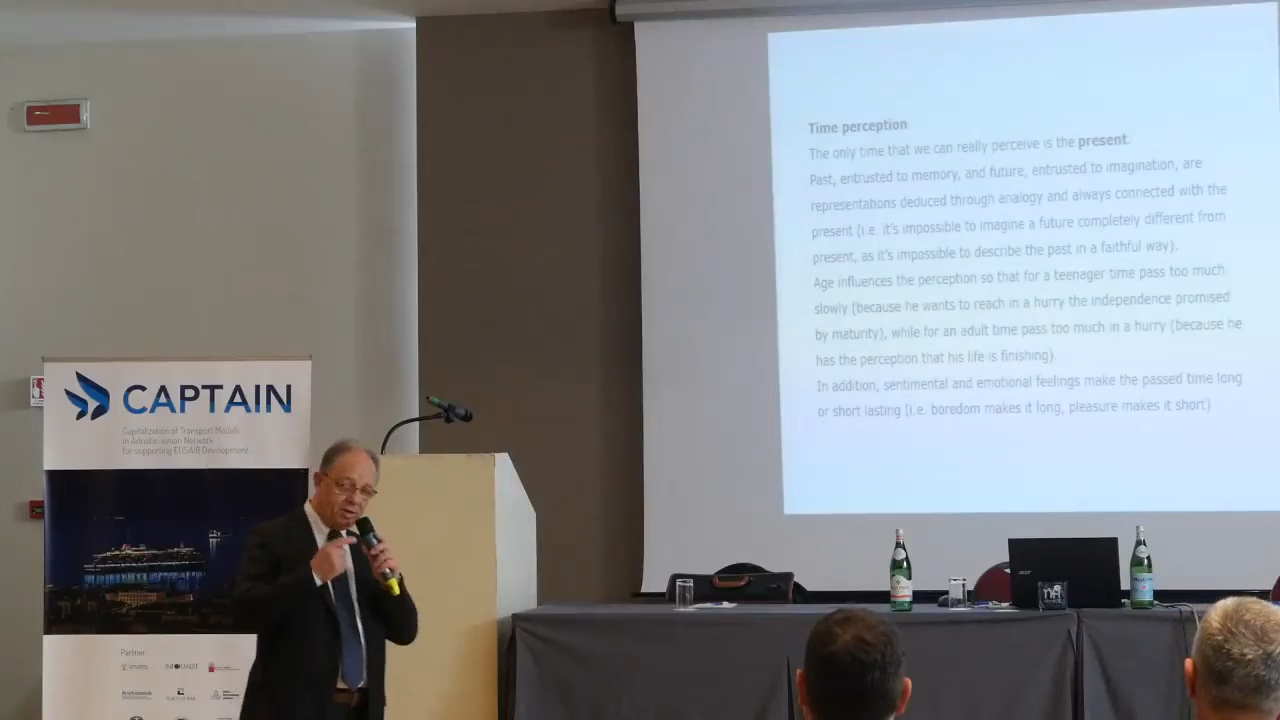 Time perception
The only time that we can really perceive is the present.
Past, entrusted to memory, and future, entrusted to imagination, are
representations deduced through analogy and always connected with the
present (i.e. it's impossible to imagine a future completely different from
present, as it's impossible to describe the past in a faithful way).
Age influences the perception so that for a teenager time pass too much
slowly (because he wants to reach in a hurry the independence promised
by maturity), while for an adult time pass too much in a hurry (because he
has the perception that his life is finishing).
In addition, sentimental and emotional feelings make the passed time long
or short lasting (i.e. boredom makes it long, pleasure makes it short)
CAPTAIN
Capitalization of Transport Models
in Adriatic-Ionian Network
for supporting EUSAIR Development
Partner
acer